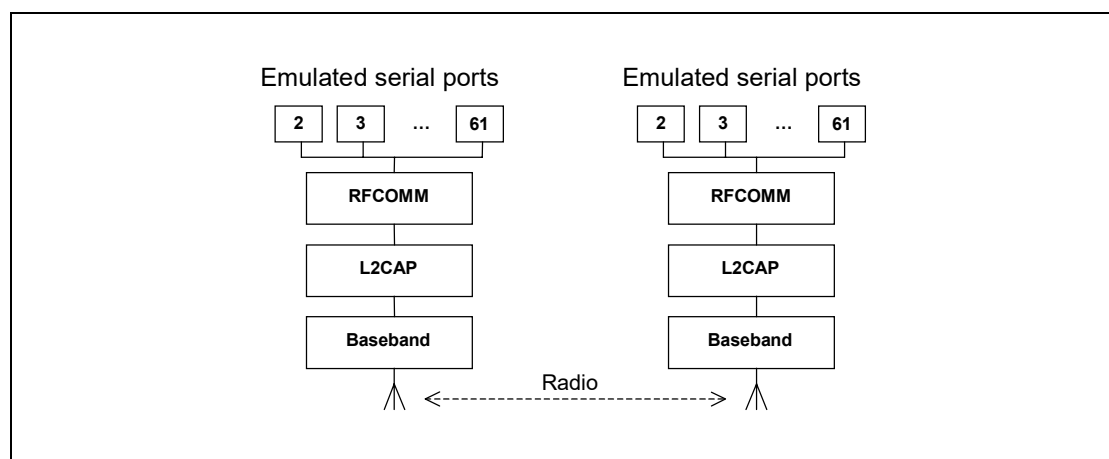 Emulated serial ports Emulated serial ports
2 3 ... 61 2 3 ... 61
RFCOMM RFCOMM
L2CAP L2CAP
Baseband Baseband
Radio